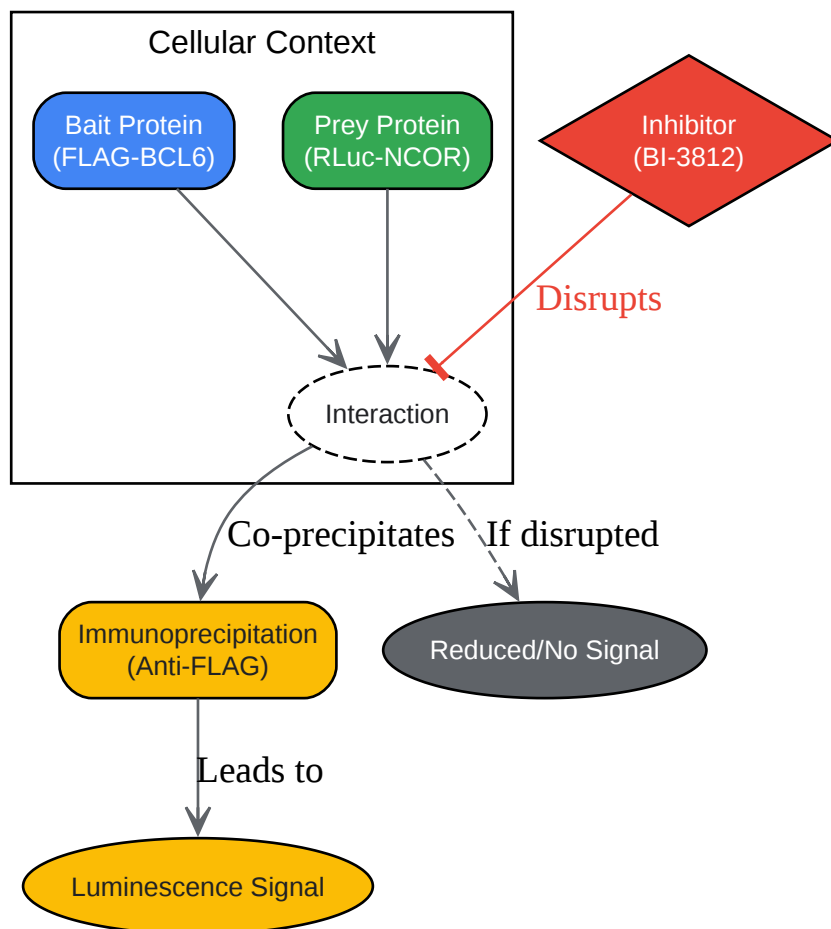 Cellular Context
Bait Protein
(FLAG-BCL6)
Prey Protein
(RLuc-NCOR)
Inhibitor
(BI-3812)
Disrupts
Interaction
Co-precipitates
If disrupted
Immunoprecipitation
(Anti-FLAG)
Reduced/No Signal
Leads to
Luminescence Signal